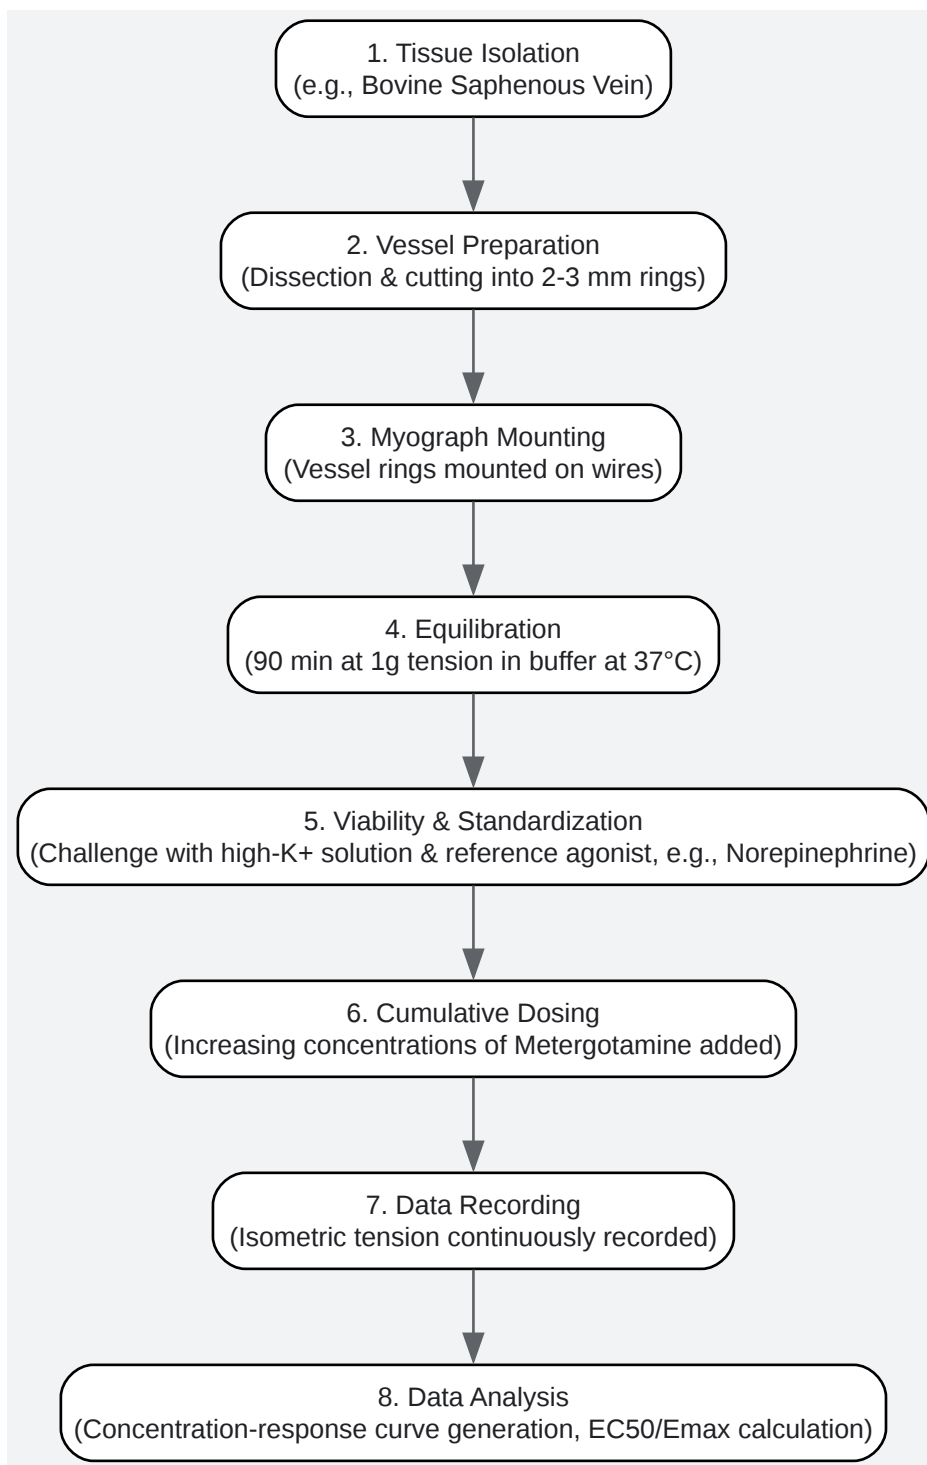 1. Tissue Isolation
(e.g., Bovine Saphenous Vein)
2. Vessel Preparation
(Dissection & cutting into 2-3 mm rings)
3. Myograph Mounting
(Vessel rings mounted on wires)
4. Equilibration
(90 min at 1g tension in buffer at 37°C)
5. Viability & Standardization
(Challenge with high-K+ solution & reference agonist, e.g., Norepinephrine)
6. Cumulative Dosing
(Increasing concentrations of Metergotamine added)
7. Data Recording
(Isometric tension continuously recorded)
8. Data Analysis
(Concentration-response curve generation, EC50/Emax calculation)